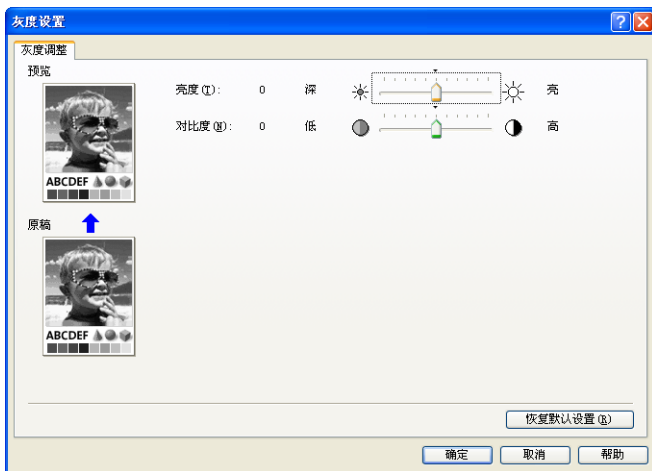 灰度设置
灰度调整
预览
亮度(T): 0 深 亮
对比度(N): 0 低 高
ABCDEF
原稿
ABCDEF
恢复默认设置(R)
确定 取消 帮助